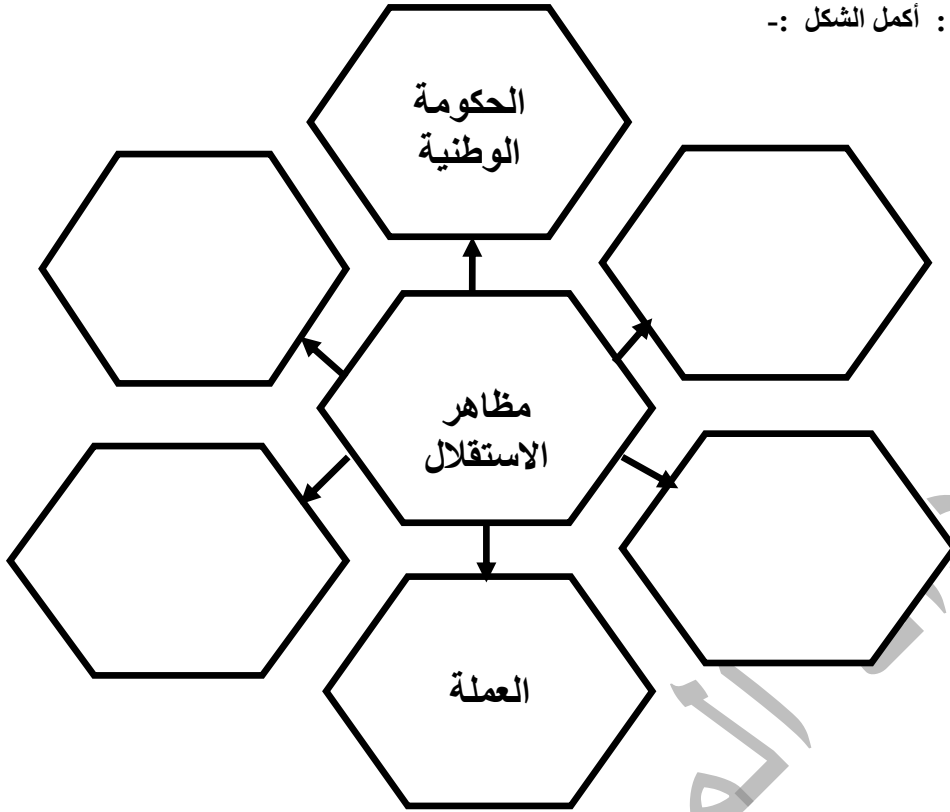 : أكمل الشكل :-
الحكومة
الوطنية
مظاهر
الاستقلال
العملة